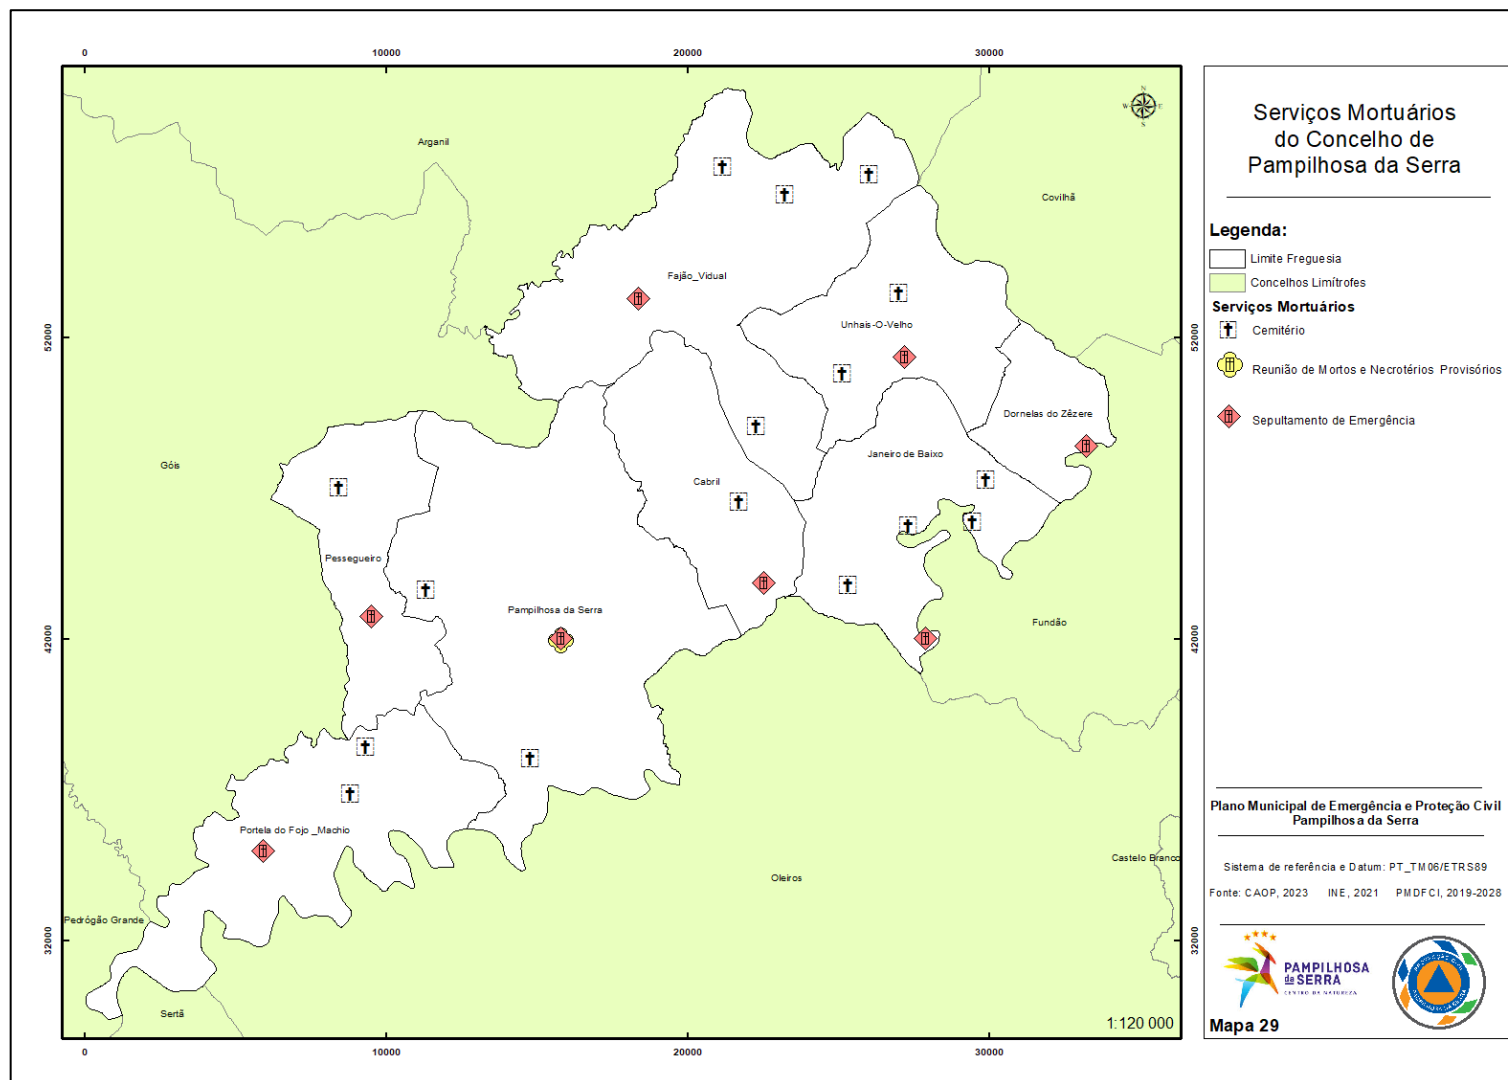 0 10000 20000 30000
N
W E
S
Arganil
Covilhã
Fajão_Vidual
Unhais-O-Velho
52000 52000
Dornelas do Zêzere
Janeiro de Baixo
Góis
Cabril
Pessegueiro
Pampilhosa da Serra
Fundão
42000 42000
Portela do Fojo _Machio
Castelo Branco
Oleiros
Pedrógão Grande
32000 32000
Sertã
1:120 000
0 10000 20000 30000
Serviços Mortuários
do Concelho de
Pampilhosa da Serra
Legenda:
Limite Freguesia
Concelhos Limítrofes
Serviços Mortuários
Cemitério
Reunião de Mortos e Necrotérios Provisórios
Sepultamento de Emergência
Plano Municipal de Emergência e Proteção Civil
Pampilhosa da Serra
Sistema de referência e Datum: PT_TM06/ETRS89
Fonte: CAOP, 2023 INE, 2021 PMDFCI, 2019-2028
PAMPILHOSA
da SERRA
CENTRO DA NATUREZA
Mapa 29